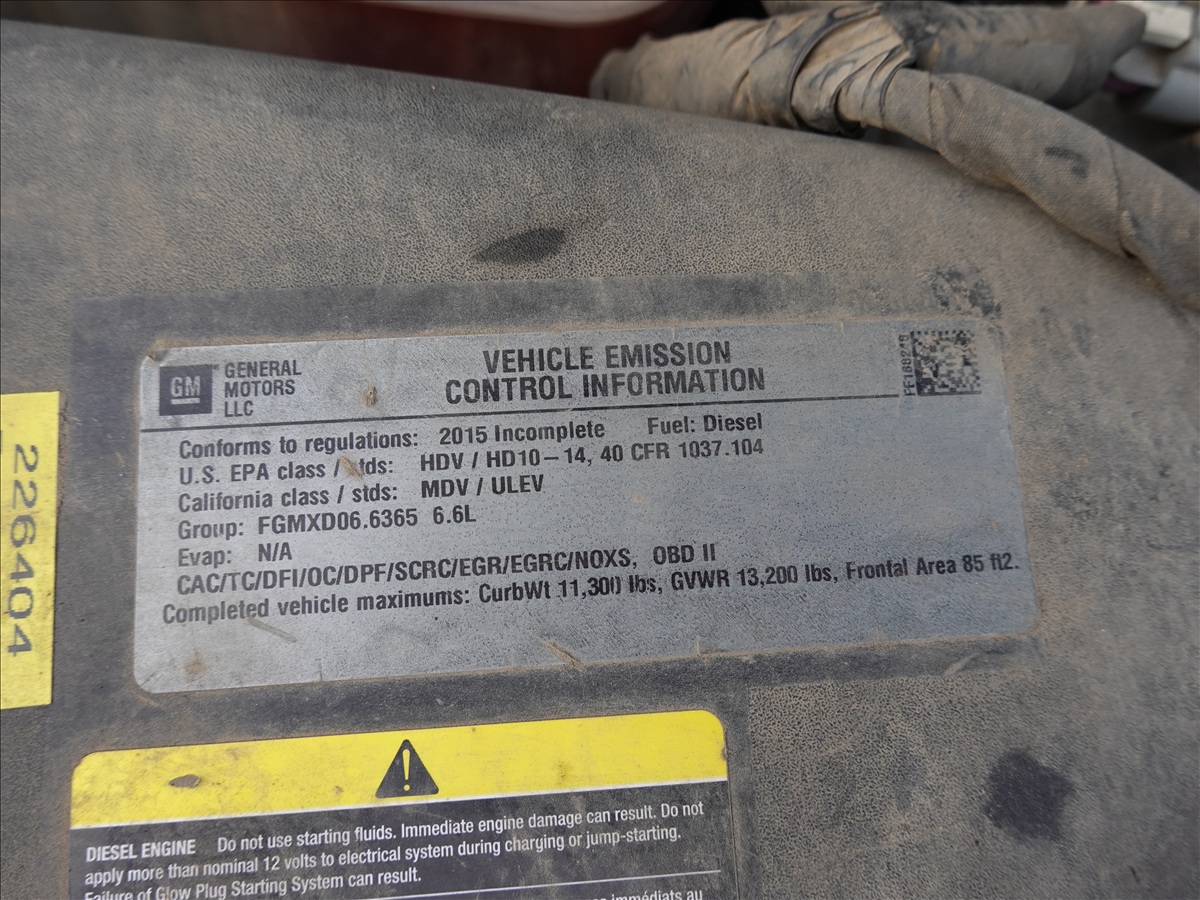 GM
GENERAL
MOTORS
LLC
VEHICLE EMISSION
CONTROL INFORMATION
Conforms to regulations: 2015 Incomplete Fuel: Diesel
U.S. EPA class / stds: HDV / HD10-14, 40 CFR 1037.104
California class / stds: MDV / ULEV
Group: FGMXD06.6365 6.6L
Evap: N/A
CAC/TC/DFI/OC/DPF/SCRC/EGR/EGRC/NOXS, OBD II
Completed vehicle maximums: CurbWt 11,300 lbs, GVWR 13,200 lbs, Frontal Area 85 ft2.
226404
DIESEL ENGINE Do not use starting fluids. Immediate engine damage can result. Do not
apply more than nominal 12 volts to electrical system during charging or jump-starting.
Failure of Glow Plug Starting System can result.
immédiats au